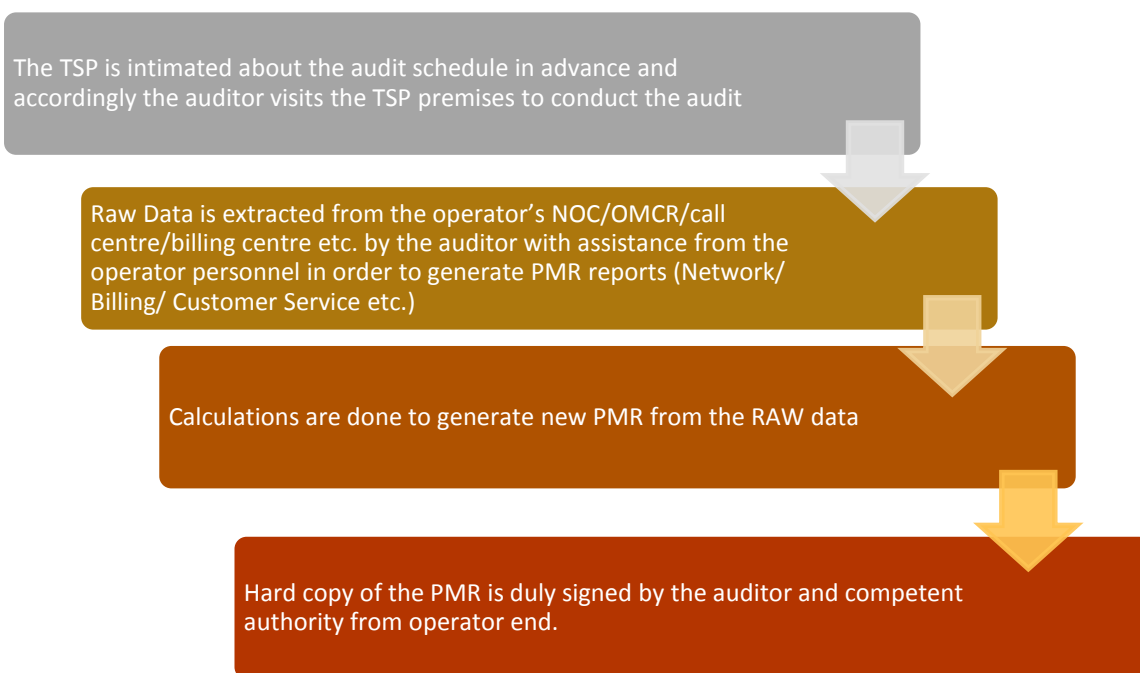 The TSP is intimated about the audit schedule in advance and
accordingly the auditor visits the TSP premises to conduct the audit
Raw Data is extracted from the operator’s NOC/OMCR/call
centre/billing centre etc. by the auditor with assistance from the
operator personnel in order to generate PMR reports (Network/
Billing/ Customer Service etc.)
Calculations are done to generate new PMR from the RAW data
Hard copy of the PMR is duly signed by the auditor and competent
authority from operator end.